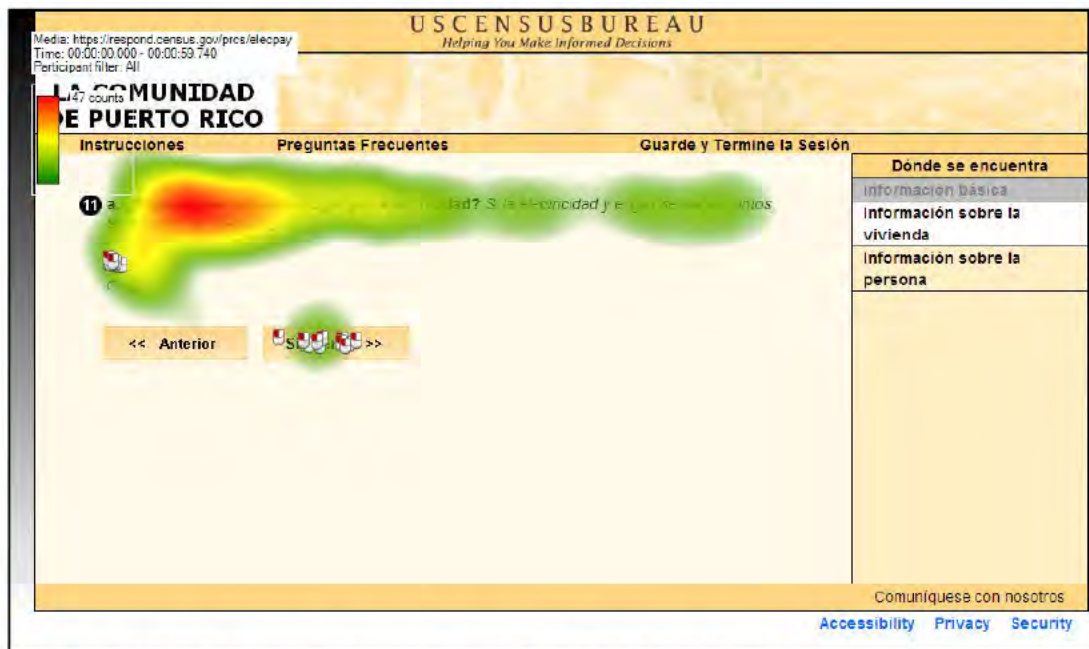 USCENSUSBUREAU
Helping You Make Informed Decisions
Media: https://respond.census.gov/prcs/elecpay
Time: 00:00:00.000 - 00:00:59.740
Participant filter: All
47 counts
LA COMUNIDAD
DE PUERTO RICO
Instrucciones Preguntas Frecuentes Guarde y Termine la Sesión
Dónde se encuentra
Información básica
Información sobre la
vivienda
Información sobre la
persona
11 a. Si la electricidad y
<< Anterior >>
Comuníquese con nosotros
Accessibility Privacy Security